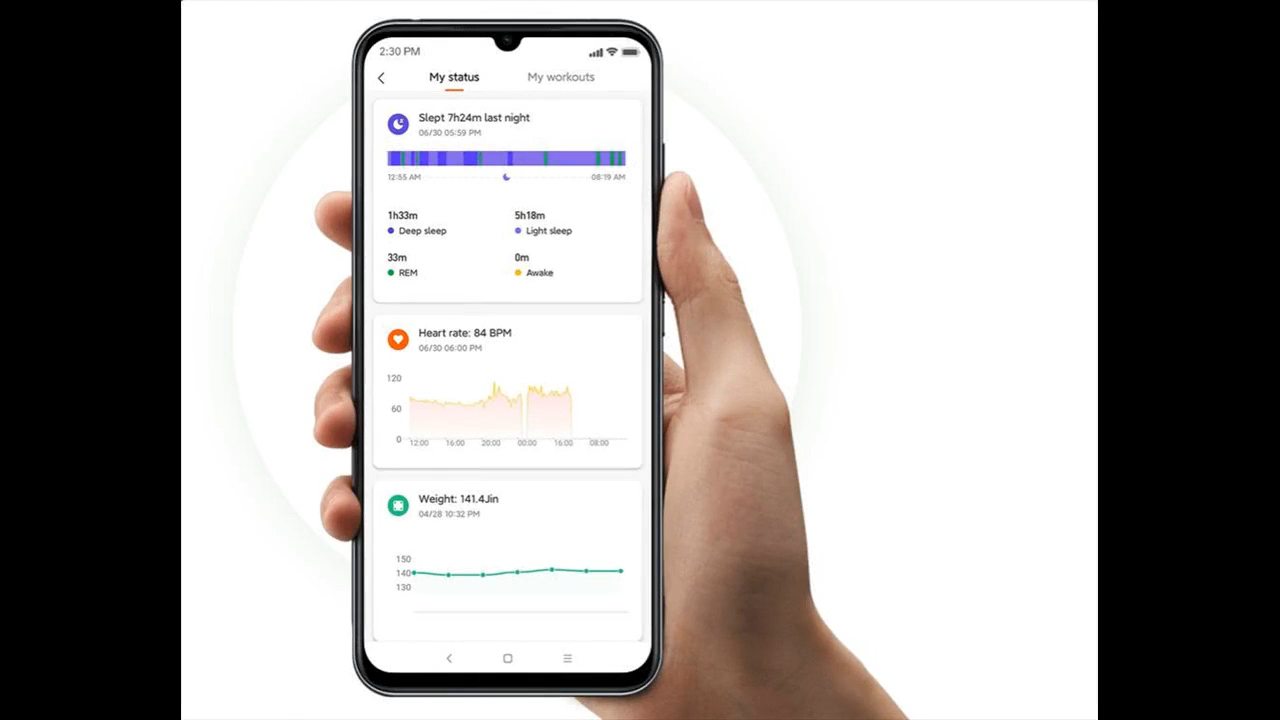 2:30 PM
My status My workouts
Slept 7h24m last night
06/30 05:59 PM
12:55 AM 08:19 AM
1h33m 5h18m
Deep sleep Light sleep
33m 0m
REM Awake
Heart rate: 84 BPM
06/30 06:00 PM
120
60
0
12:00 16:00 20:00 00:00 16:00 08:00
Weight: 141.4Jin
04/28 10:32 PM
150
140
130